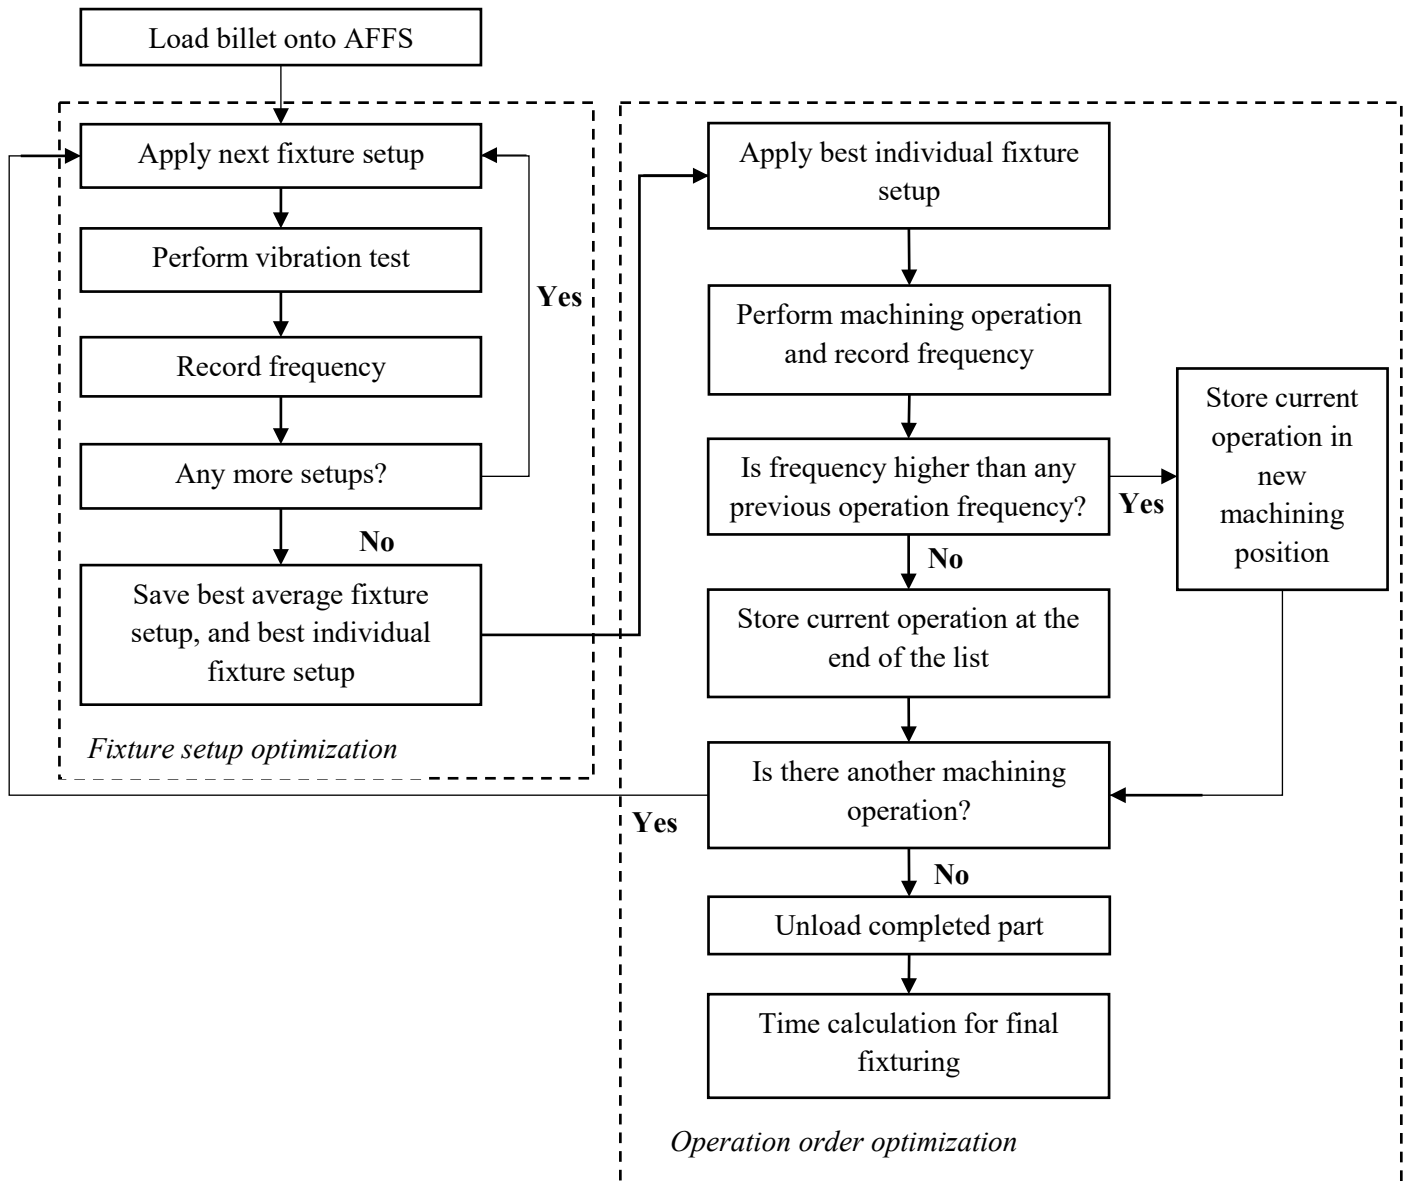 Load billet onto AFFS
Apply next fixture setup
Perform vibration test
Yes
Record frequency
Any more setups?
No
Save best average fixture
setup, and best individual
fixture setup
Fixture setup optimization
Apply best individual fixture
setup
Perform machining operation
and record frequency
Is frequency higher than any
previous operation frequency?
Yes
Store current
operation in
new
machining
position
No
Store current operation at the
end of the list
Is there another machining
operation?
Yes
No
Unload completed part
Time calculation for final
fixturing
Operation order optimization